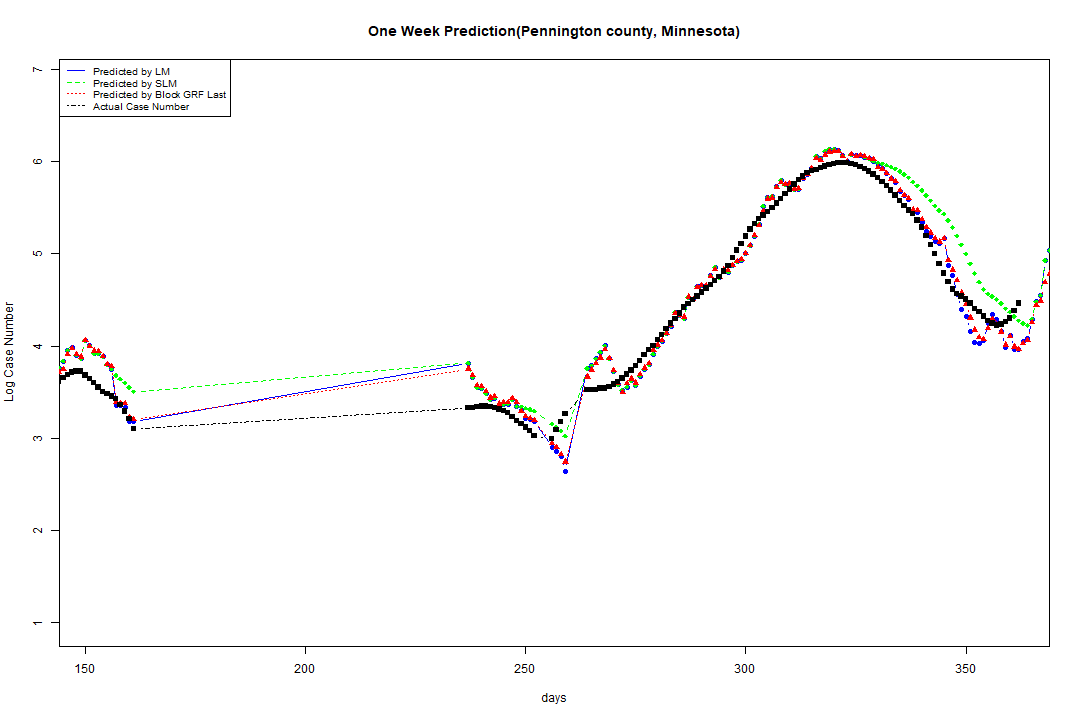 One Week Prediction(Pennington county, Minnesota)
Predicted by LM
Predicted by SLM
Predicted by Block GRF Last
Actual Case Number
7
6
5
4
3
2
1
Log Case Number
150 200 250 300 350
days